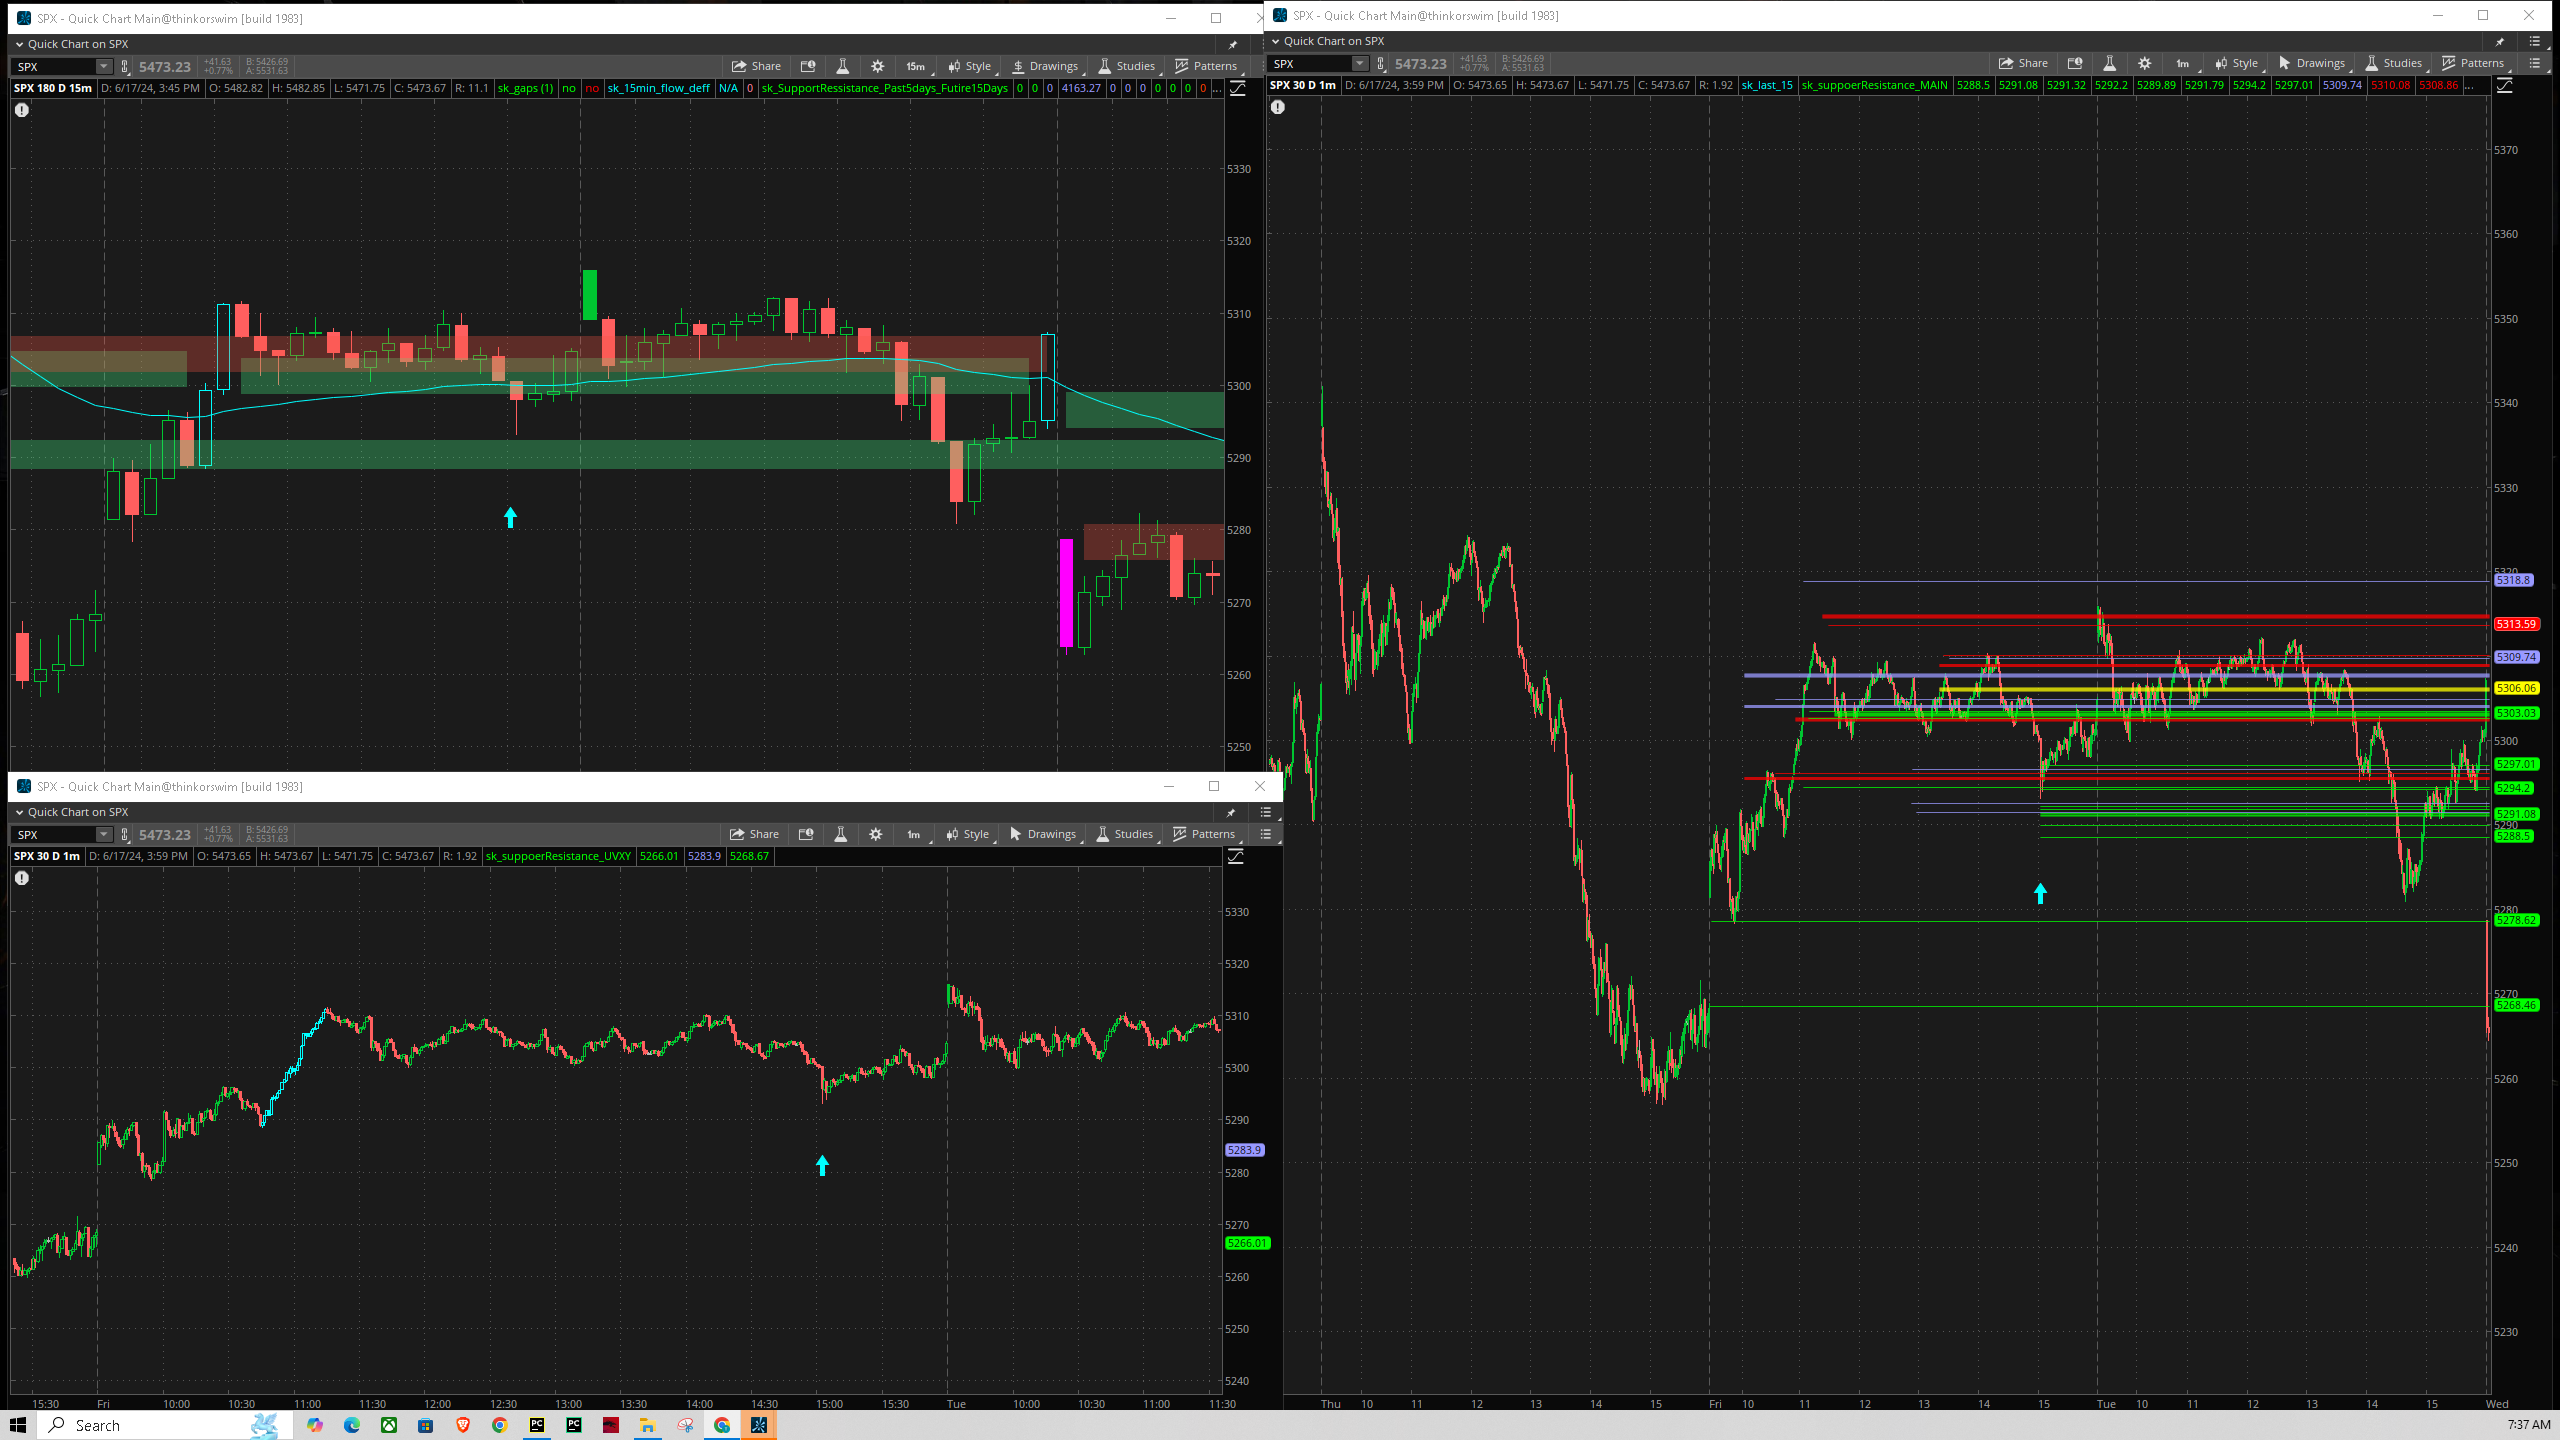 SPX - Quick Chart Main@thinkorswim [build 1983]
Quick Chart on SPX
SPX 5473.23 +41.63 +0.77% B: 5426.69 A: 5531.63 Share 15m Style Drawings Studies Patterns
SPX 180 D 15m D: 6/17/24, 3:45 PM O: 5482.82 H: 5482.85 L: 5471.75 C: 5473.67 R: 11.1 sk_gaps (1) no no sk_15min_flow_deff N/A 0 sk_SupportRessistance_Past5days_Futire15Days 0 0 0 4163.27 0 0 0 0 0 0 0 ...
5330
5320
5310
5300
5290
5280
5270
5260
5250
SPX - Quick Chart Main@thinkorswim [build 1983]
Quick Chart on SPX
SPX 5473.23 +41.63 +0.77% B: 5426.69 A: 5531.63 Share 1m Style Drawings Studies Patterns
SPX 30 D 1m D: 6/17/24, 3:59 PM O: 5473.65 H: 5473.67 L: 5471.75 C: 5473.67 R: 1.92 sk_suppoerResistance_UVXY 5266.01 5283.9 5268.67
5330
5320
5310
5300
5290
5283.9
5280
5270
5266.01
5260
5250
5240
15:30 Fri 10:00 10:30 11:00 11:30 12:00 12:30 13:00 13:30 14:00 14:30 15:00 15:30 Tue 10:00 10:30 11:00 11:30
SPX - Quick Chart Main@thinkorswim [build 1983]
Quick Chart on SPX
SPX 5473.23 +41.63 +0.77% B: 5426.69 A: 5531.63 Share 1m Style Drawings Studies Patterns
SPX 30 D 1m D: 6/17/24, 3:59 PM O: 5473.65 H: 5473.67 L: 5471.75 C: 5473.67 R: 1.92 sk_last_15 sk_suppoerResistance_MAIN 5288.5 5291.08 5291.32 5292.2 5289.89 5291.79 5294.2 5297.01 5309.74 5310.08 5308.86 ...
5370
5360
5350
5340
5330
5320
5318.8
5313.59
5309.74
5306.06
5303.03
5300
5297.01
5294.2
5291.08
5290
5288.5
5280
5278.62
5270
5268.46
5260
5250
5240
5230
Thu 10 11 12 13 14 15 Fri 10 11 12 13 14 15 Tue 10 11 12 13 14 15 Wed
Search
7:37 AM